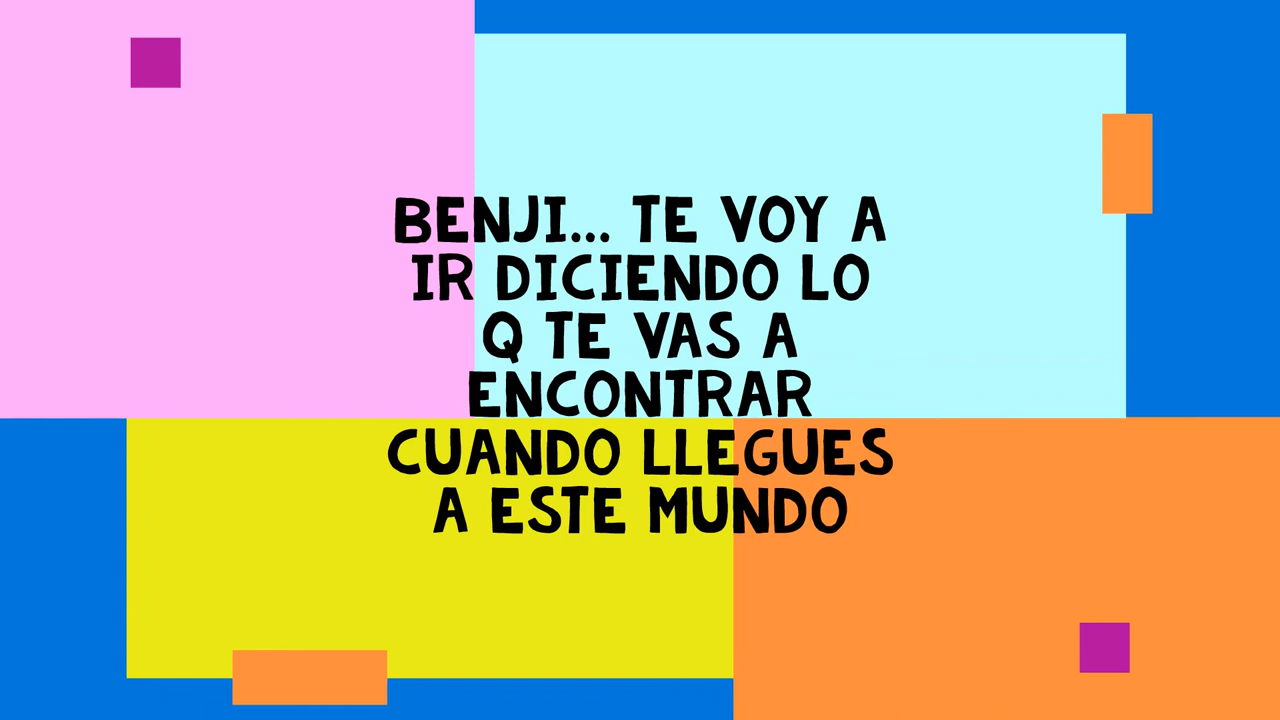 BENJI... TE VOY A
IR DICIENDO LO
Q TE VAS A
ENCONTRAR
CUANDO LLEGUES
A ESTE MUNDO